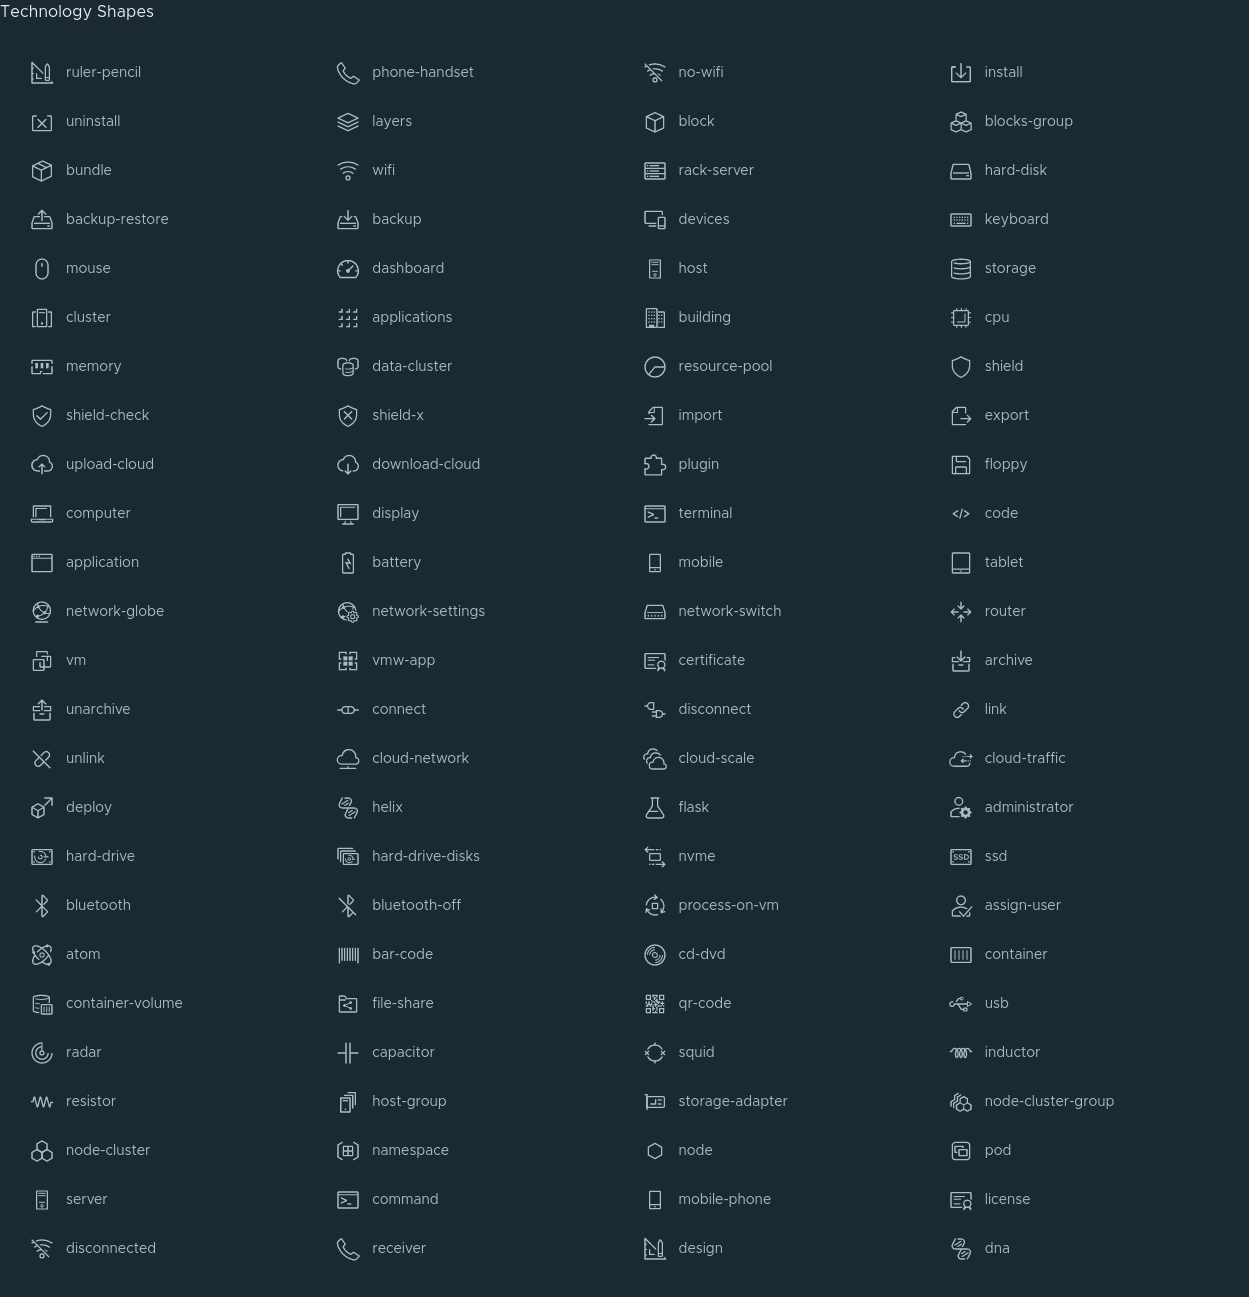 Technology Shapes
ruler-pencil phone-handset no-wifi install
uninstall layers block blocks-group
bundle wifi rack-server hard-disk
backup-restore backup devices keyboard
mouse dashboard host storage
cluster applications building cpu
memory data-cluster resource-pool shield
shield-check shield-x import export
upload-cloud download-cloud plugin floppy
computer display terminal code
application battery mobile tablet
network-globe network-settings network-switch router
vm vmw-app certificate archive
unarchive connect disconnect link
unlink cloud-network cloud-scale cloud-traffic
deploy helix flask administrator
hard-drive hard-drive-disks nvme SSD ssd
bluetooth bluetooth-off process-on-vm assign-user
atom bar-code cd-dvd container
container-volume file-share qr-code usb
radar capacitor squid inductor
resistor host-group storage-adapter node-cluster-group
node-cluster namespace node pod
server command mobile-phone license
disconnected receiver design dna